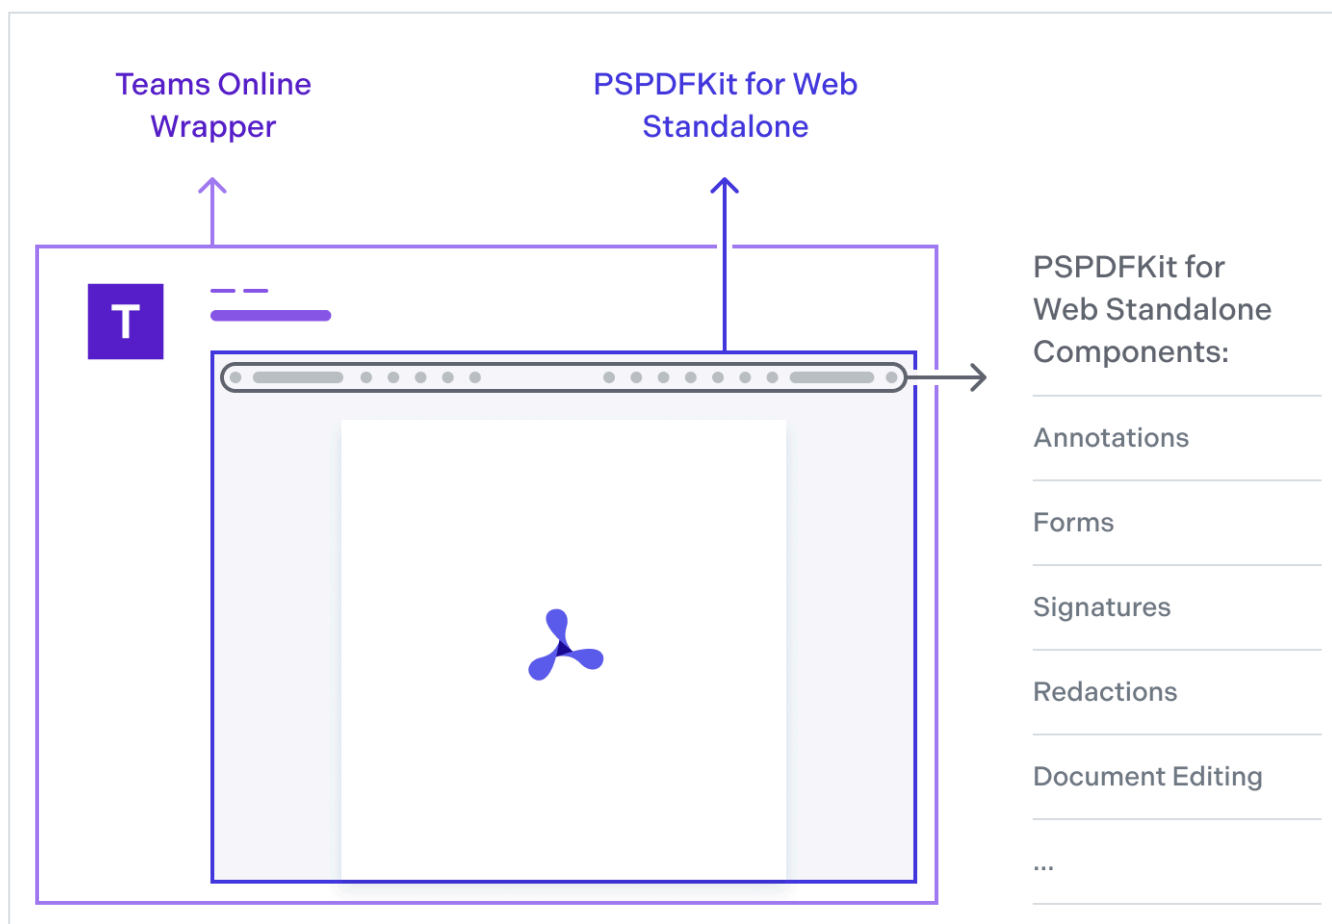 Teams Online
Wrapper
PSPDFKit for Web
Standalone
T
PSPDFKit for
Web Standalone
Components:
Annotations
Forms
Signatures
Redactions
Document Editing
...